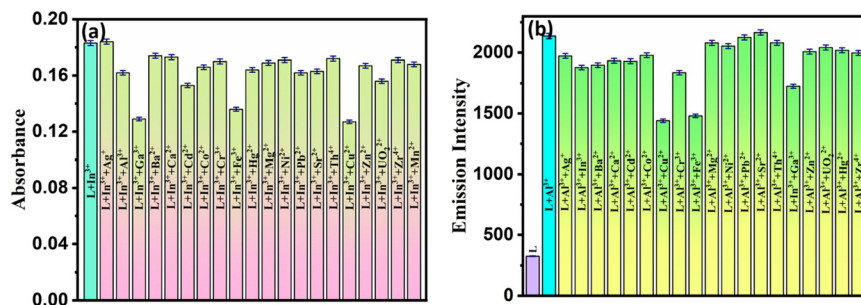 (a)
Absorbance
0.20
0.16
0.12
0.08
0.04
0.00
L+In³⁺
L+In³⁺+Ag⁺
L+In³⁺+Al³⁺
L+In³⁺+Ga³⁺
L+In³⁺+Ba²⁺
L+In³⁺+Ca²⁺
L+In³⁺+Cd²⁺
L+In³⁺+Co²⁺
L+In³⁺+Cr³⁺
L+In³⁺+Fe³⁺
L+In³⁺+Hg²⁺
L+In³⁺+Mg²⁺
L+In³⁺+Ni²⁺
L+In³⁺+Pb²⁺
L+In³⁺+Sr²⁺
L+In³⁺+Th⁴⁺
L+In³⁺+Cu²⁺
L+In³⁺+Zn²⁺
L+In³⁺+UO₂²⁺
L+In³⁺+Zr⁴⁺
L+In³⁺+Mn²⁺
(b)
Emission Intensity
2000
1500
1000
500
0
L
L+Al³⁺
L+Al³⁺+Ag⁺
L+Al³⁺+In³⁺
L+Al³⁺+Ba²⁺
L+Al³⁺+Ca²⁺
L+Al³⁺+Cd²⁺
L+Al³⁺+Co²⁺
L+Al³⁺+Cu²⁺
L+Al³⁺+Cr³⁺
L+Al³⁺+Fe³⁺
L+Al³⁺+Mg²⁺
L+Al³⁺+Ni²⁺
L+Al³⁺+Pb²⁺
L+Al³⁺+Sr²⁺
L+Al³⁺+Th⁴⁺
L+In³⁺+Ga³⁺
L+Al³⁺+Zn²⁺
L+Al³⁺+UO₂²⁺
L+Al³⁺+Hg²⁺
L+Al³⁺+Zr⁴⁺